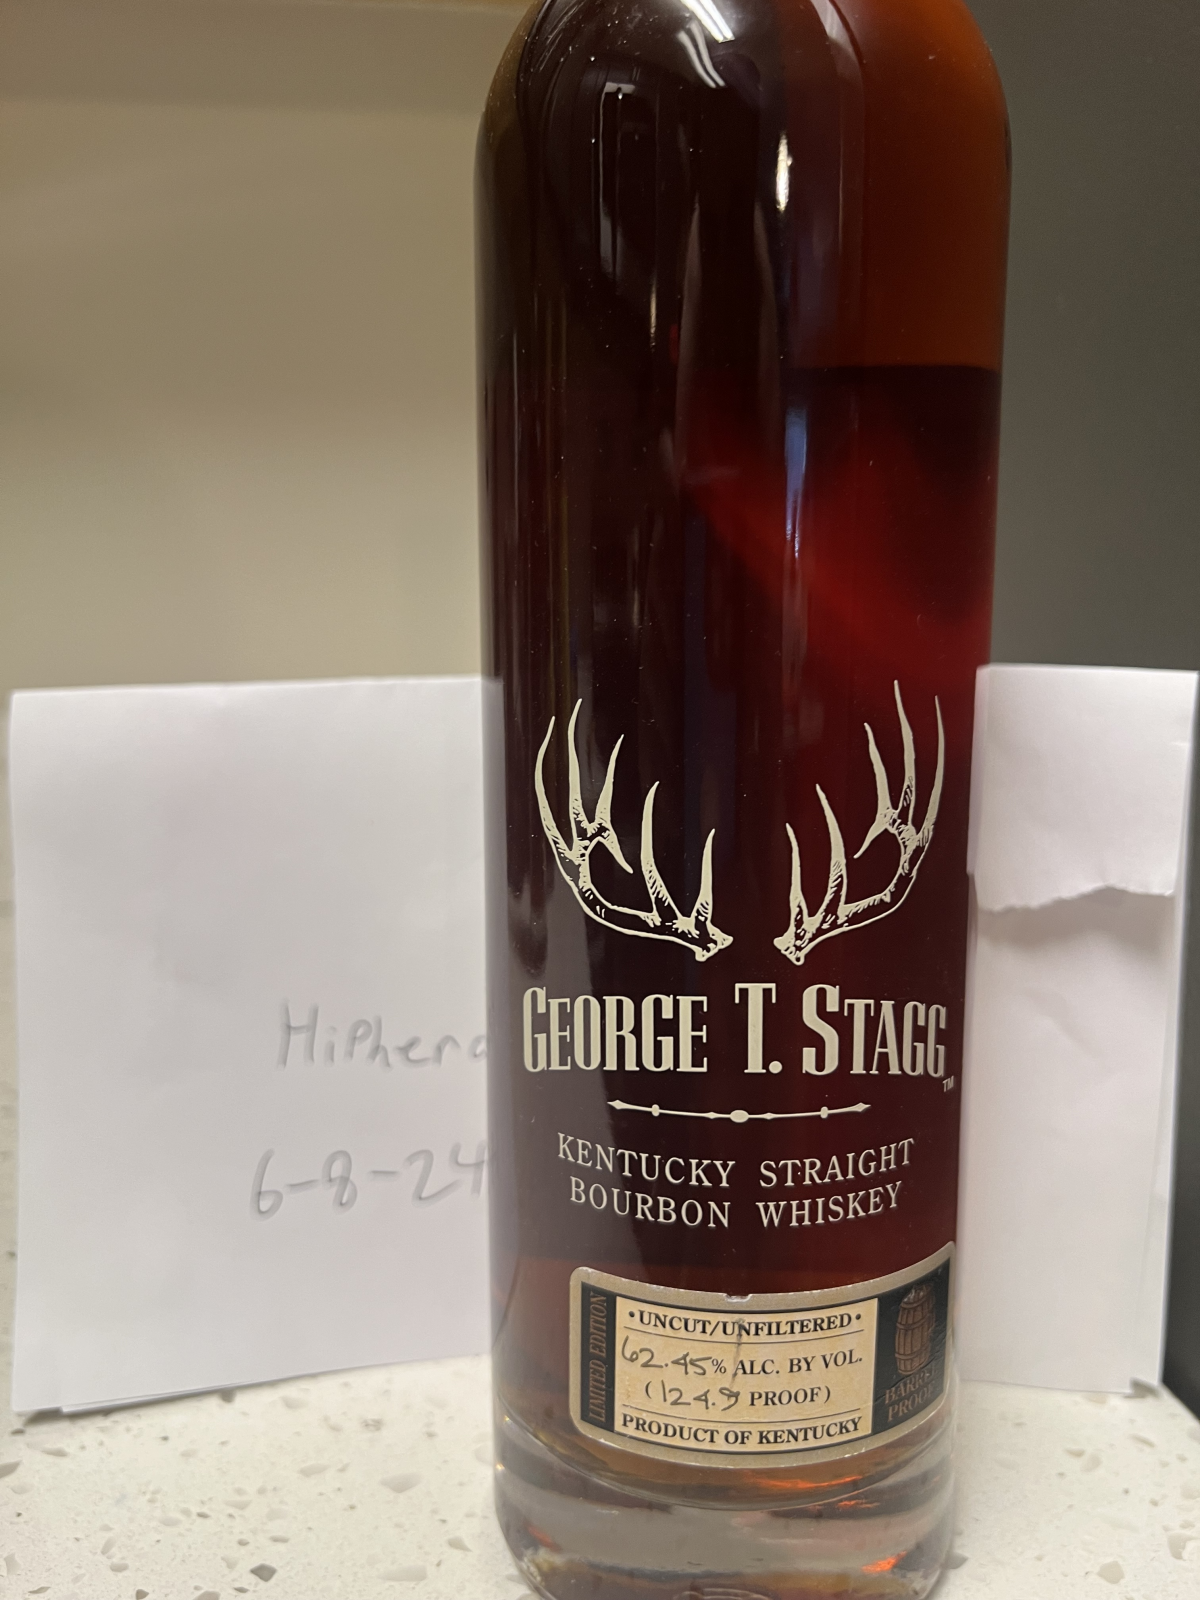 HiPhera
6-8-24
GEORGE T. STAGG
TM
KENTUCKY STRAIGHT
BOURBON WHISKEY
LIMITED EDITION
•UNCUT/UNFILTERED•
62.45% ALC. BY VOL.
(124.9 PROOF)
PRODUCT OF KENTUCKY
BARREL
PROOF